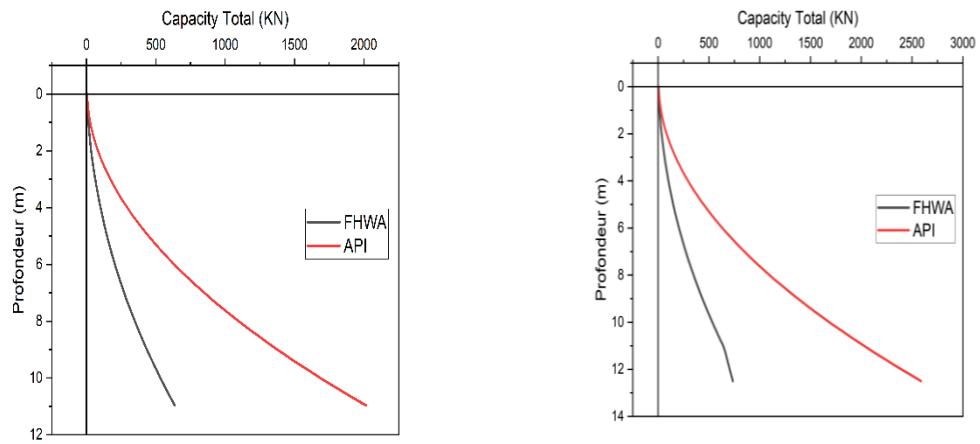 Capacity Total (KN)
0 500 1000 1500 2000
0
2
4
6
8
10
12
Profondeur (m)
FHWA
API
Capacity Total (KN)
0 500 1000 1500 2000 2500 3000
0
2
4
6
8
10
12
14
Profondeur (m)
FHWA
API